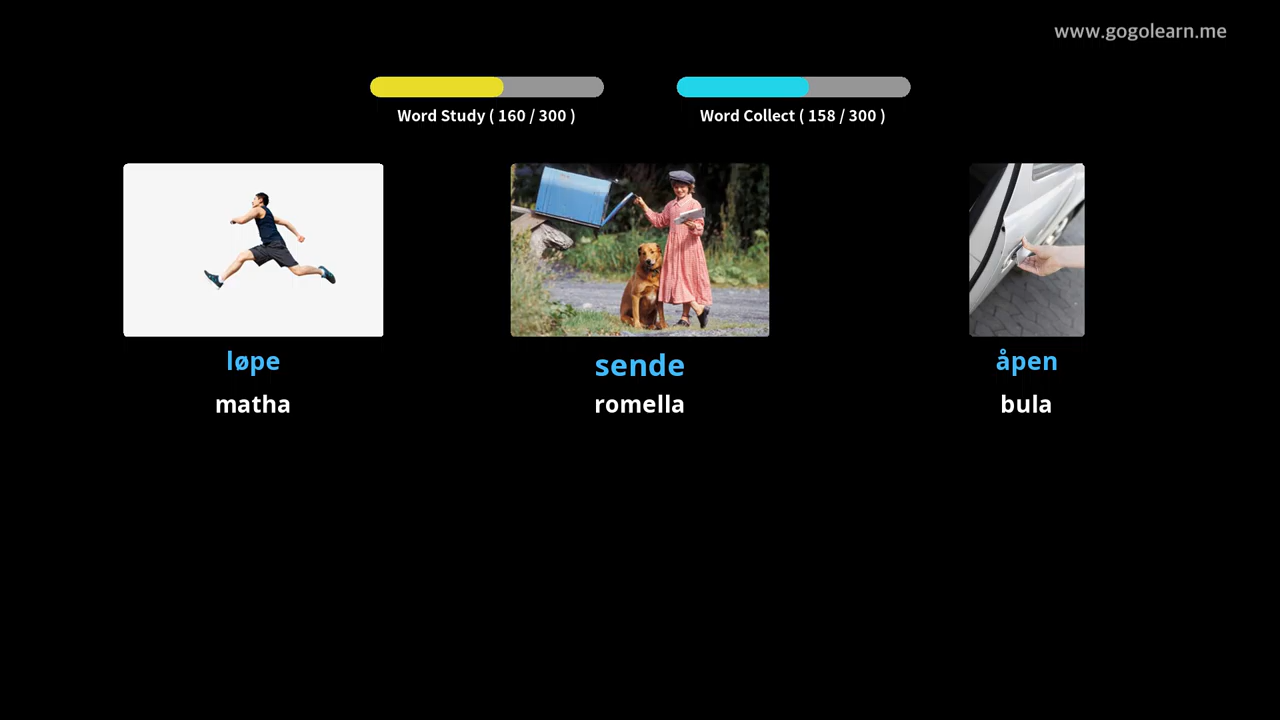 www.gogolearn.me
Word Study ( 160 / 300 )
Word Collect ( 158 / 300 )
løpe
sende
åpen
matha
romella
bula